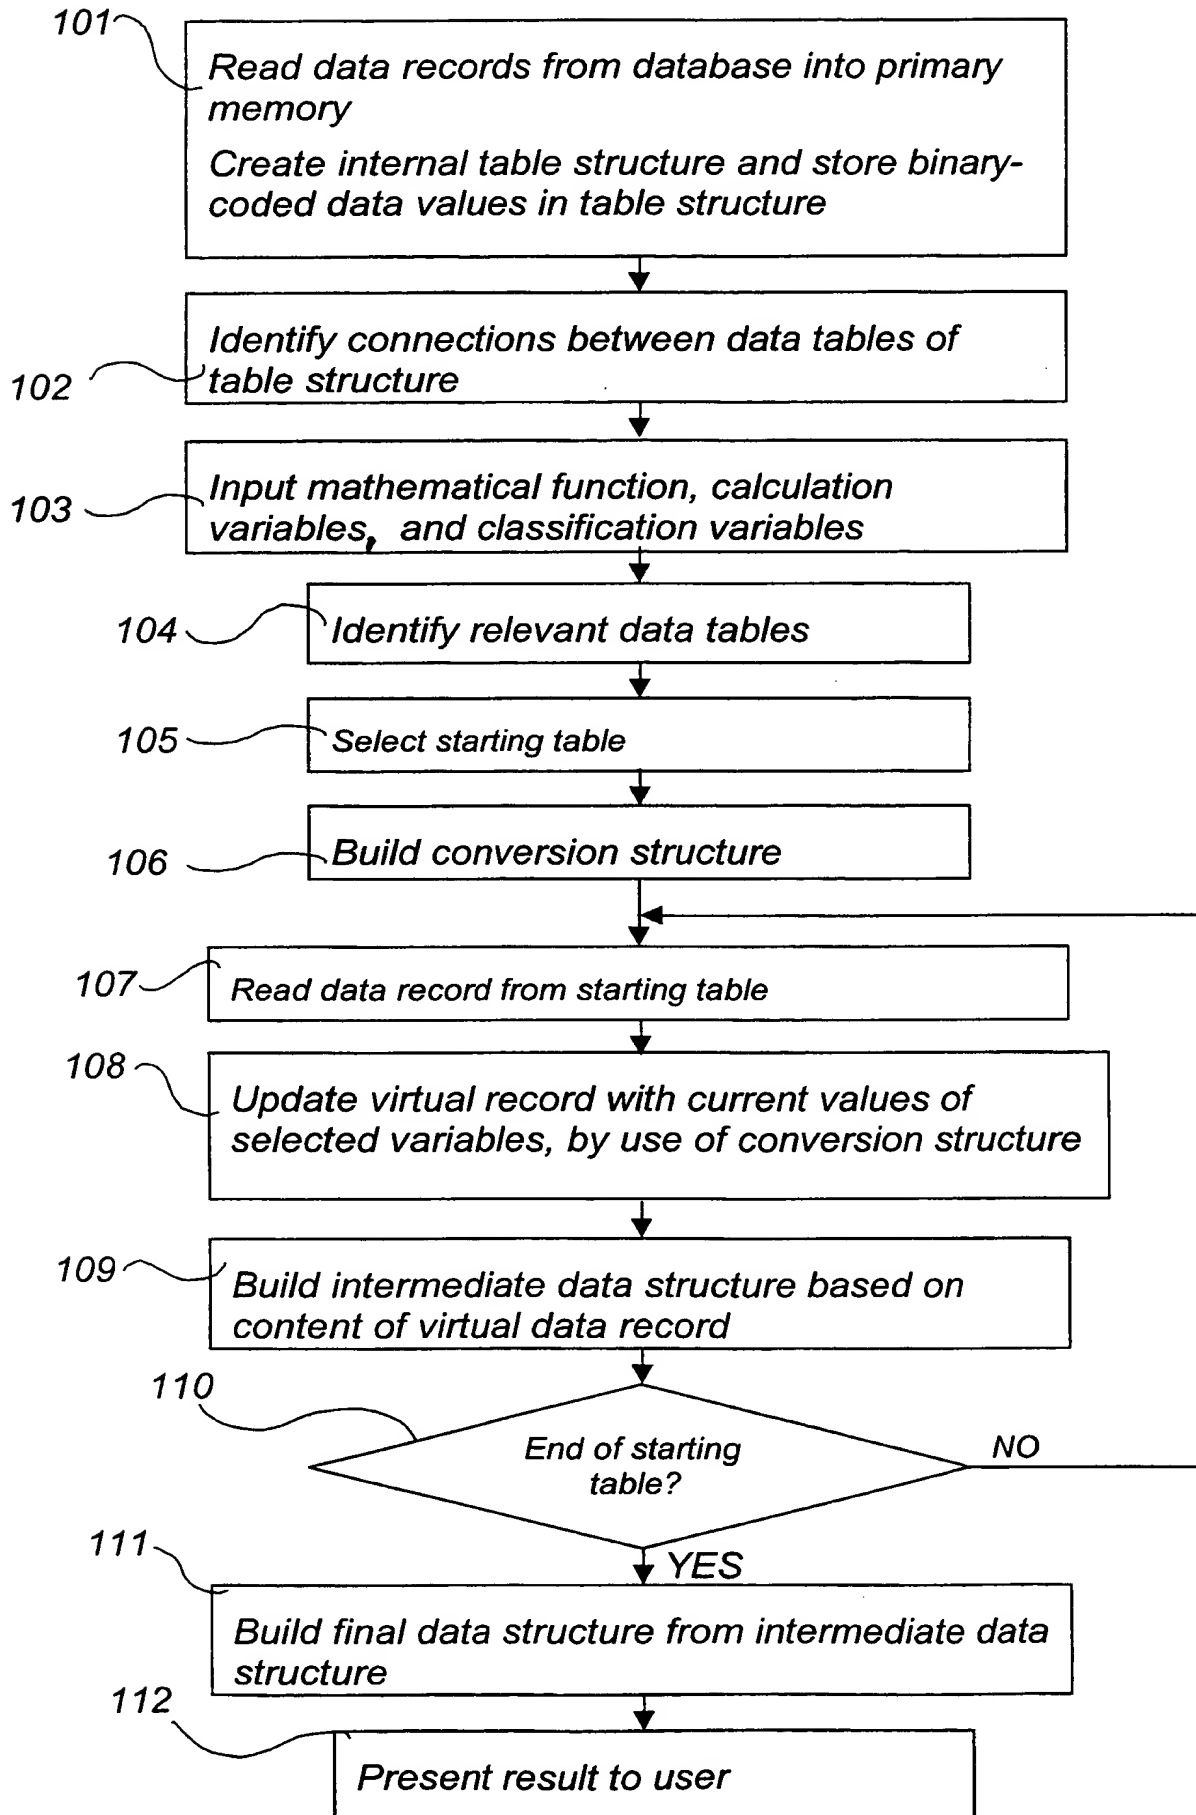 101
Read data records from database into primary
memory
Create internal table structure and store binary-
coded data values in table structure
102
Identify connections between data tables of
table structure
103
Input mathematical function, calculation
variables, and classification variables
104
Identify relevant data tables
105
Select starting table
106
Build conversion structure
107
Read data record from starting table
108
Update virtual record with current values of
selected variables, by use of conversion structure
109
Build intermediate data structure based on
content of virtual data record
110
End of starting
table?
NO
YES
111
Build final data structure from intermediate data
structure
112
Present result to user